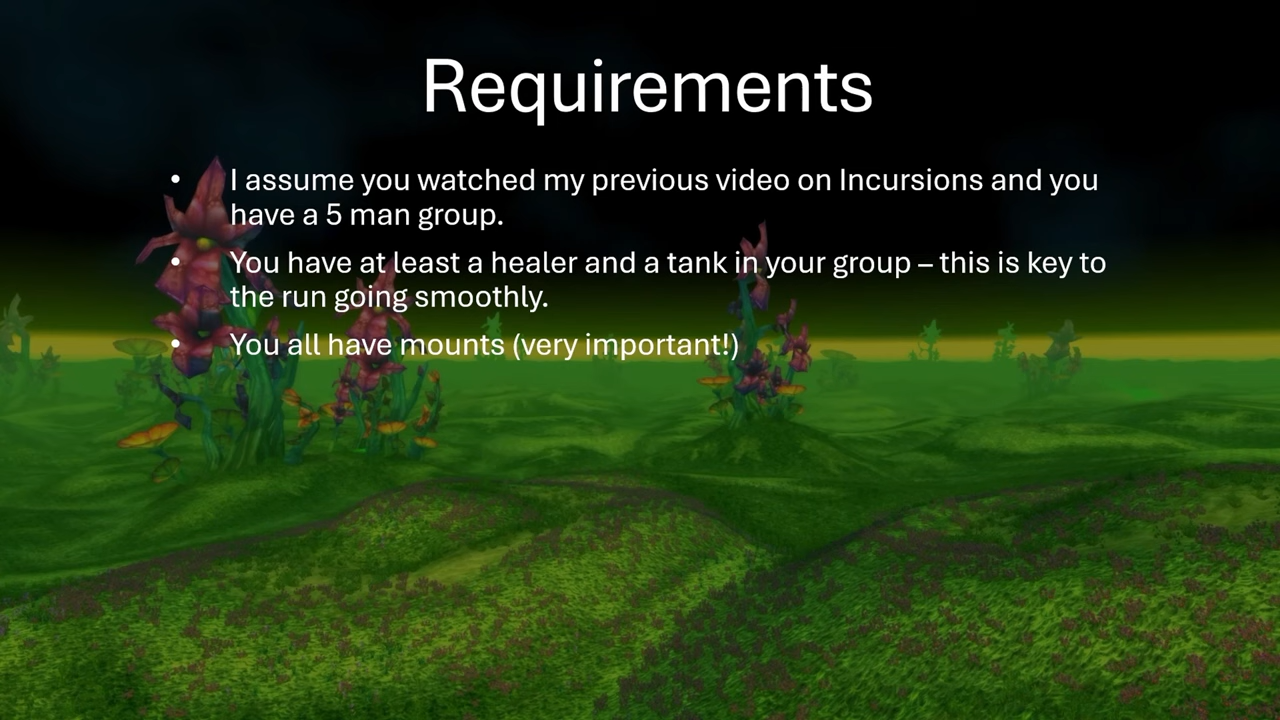 Requirements
• I assume you watched my previous video on Incursions and you
have a 5 man group.
• You have at least a healer and a tank in your group – this is key to
the run going smoothly.
• You all have mounts (very important!)